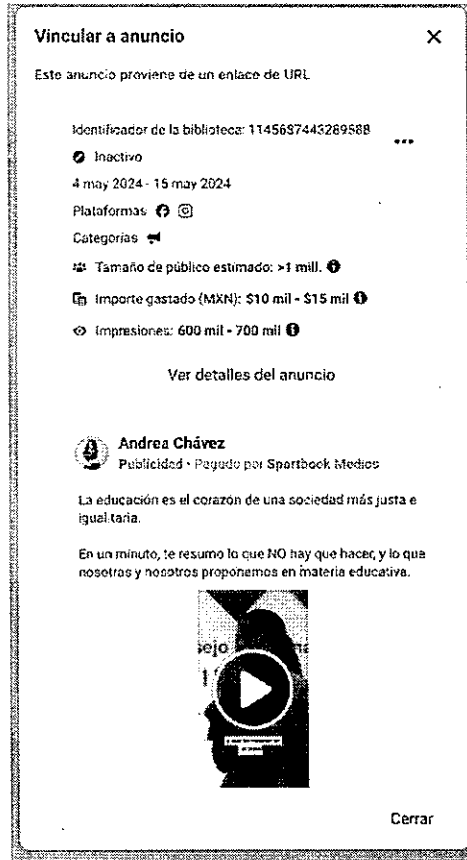 Vincular a anuncio
Este anuncio proviene de un enlace de URL
Identificador de la biblioteca: 1145687443289588
Inactivo
4 may 2024 - 15 may 2024
Plataformas
Categorías
Tamaño de público estimado: >1 mill.
Importe gastado (MXN): $10 mil - $15 mil
Impresiones: 600 mil - 700 mil
Ver detalles del anuncio
Andrea Chávez
Publicidad • Pagado por Sportbook Medios
La educación es el corazón de una sociedad más justa e
igualitaria.
En un minuto, te resumo lo que NO hay que hacer, y lo que
nosotras y nosotros proponemos en materia educativa.
sejo
Cerrar